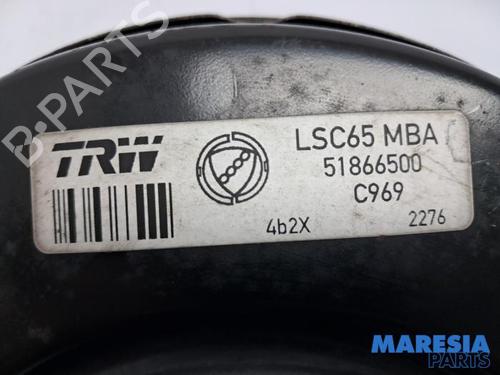 TRW
LSC65 MBA
51866500
C969
4b2X
2276
B-PARTS
MARESIA
PARTS